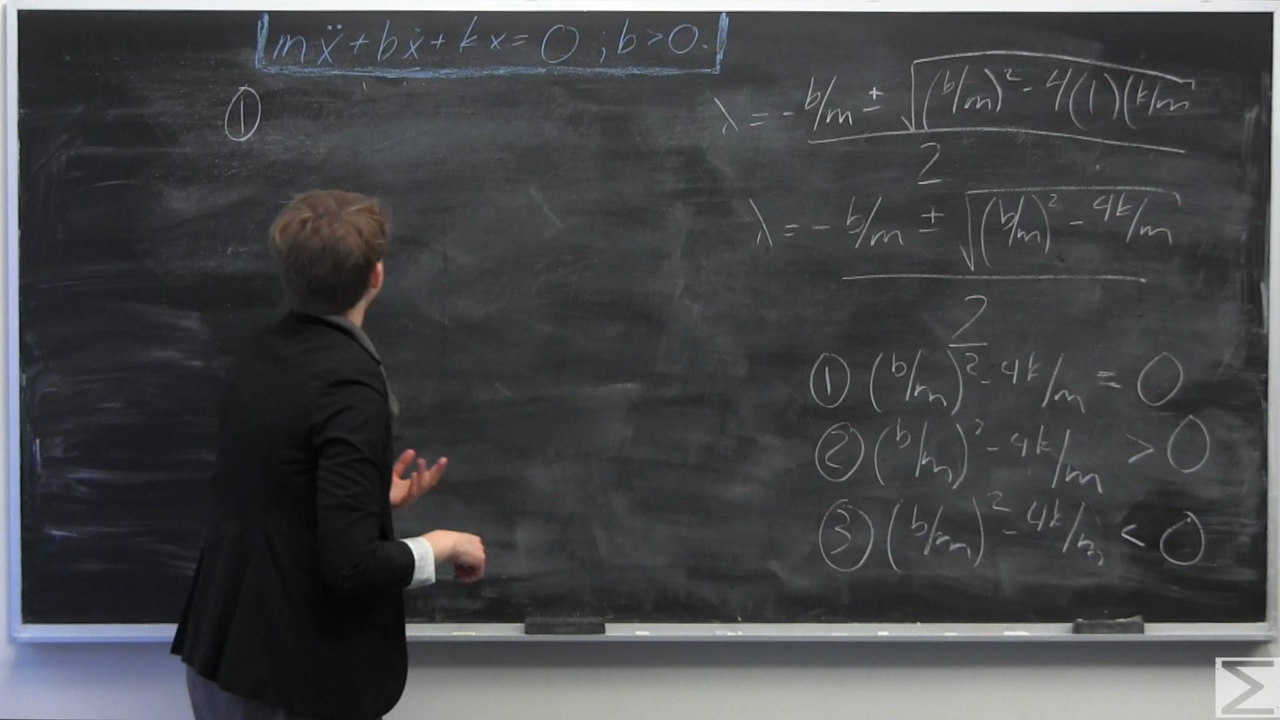 mẍ + bẋ + kx = 0 ; b > 0.
①
λ = -b/m ± √((b/m)² - 4(1)(k/m
2
λ = - b/m ± √((b/m)² - 4k/m
2
① (b/m)² - 4k/m = 0
② (b/m)² - 4k/m > 0
③ (b/m)² - 4k/m < 0
Σ